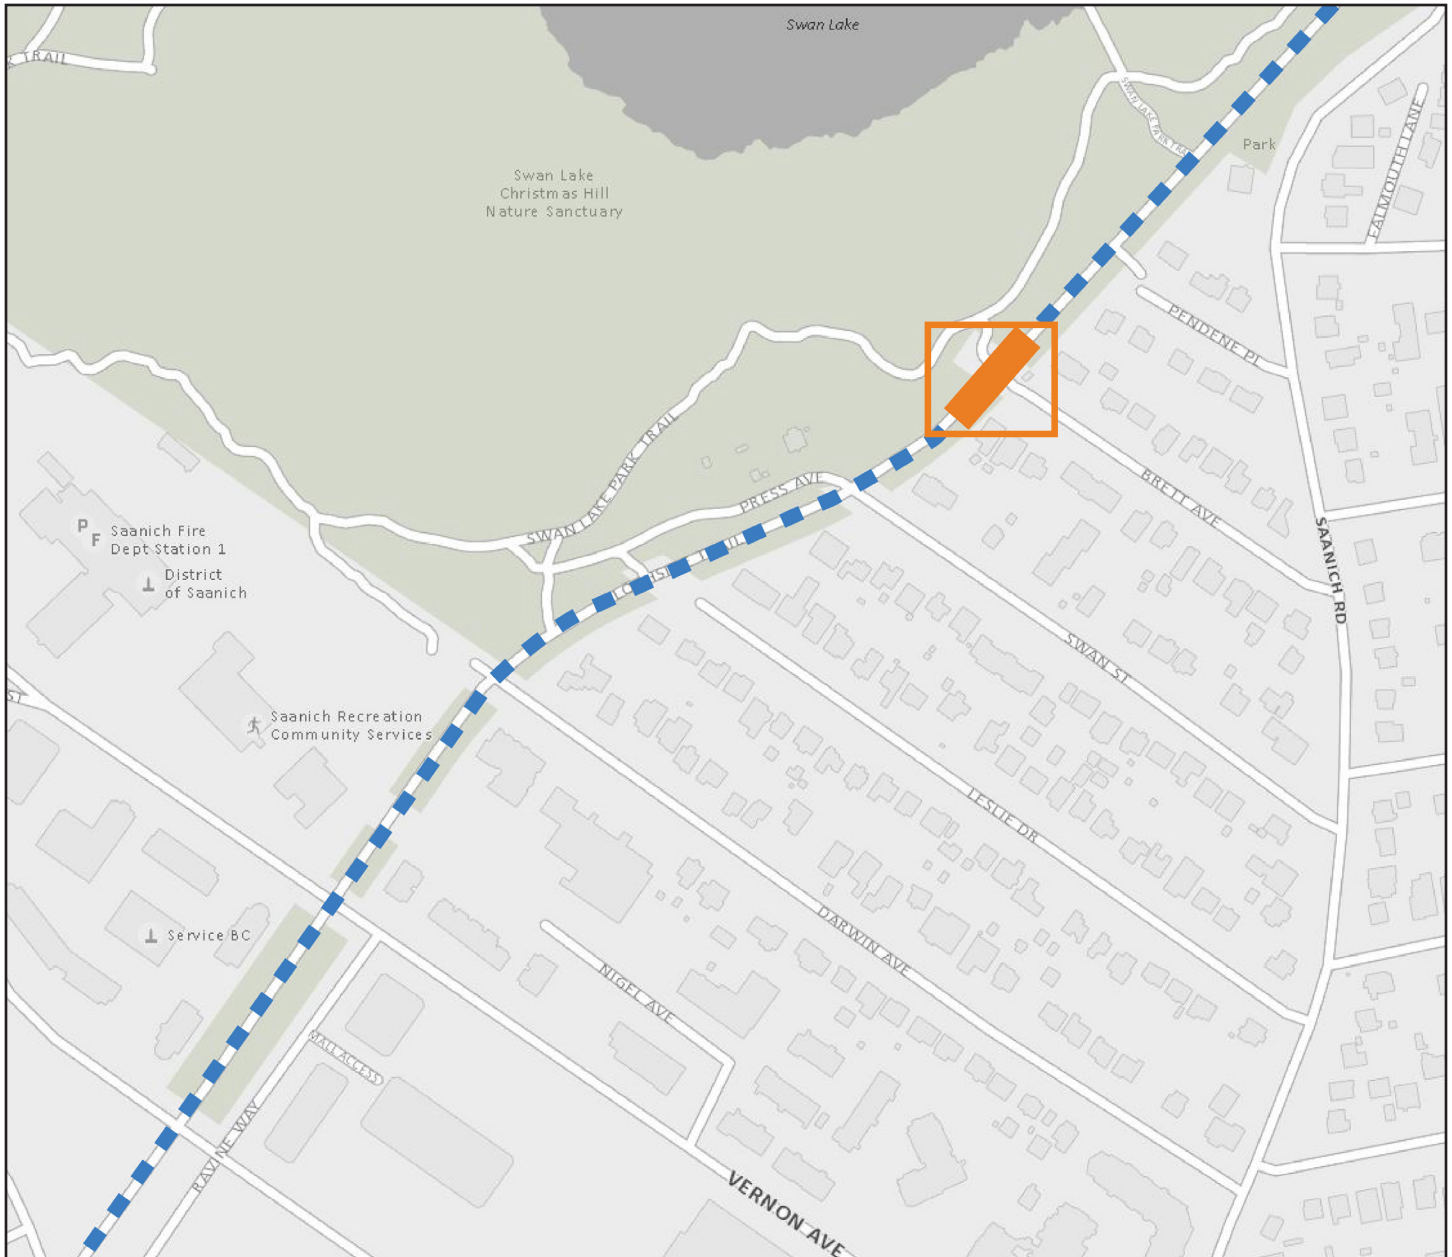 Swan Lake
TRAIL
SWAN LAKE PARK TRAIL
Park
FALMOUTH LANE
Swan Lake
Christmas Hill
Nature Sanctuary
PENDENE PL
BRETT AVE
SAANICH RD
SWAN LAKE PARK TRAIL
PRESS AVE
P
F
Saanich Fire
Dept Station 1
District
of Saanich
SWAN ST
ST
Saanich Recreation
Community Services
LESLIE DR
DARWIN AVE
Service BC
NIGEL AVE
MALL ACCESS
RAVINE WAY
VERNON AVE